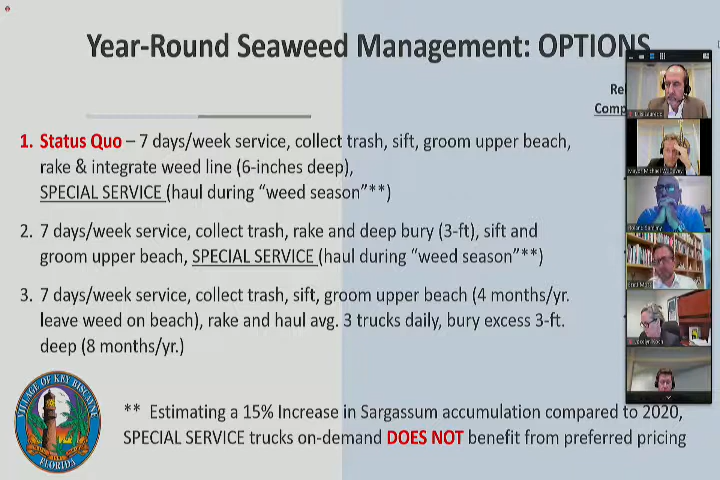 Year-Round Seaweed Management: OPTIONS
1. Status Quo – 7 days/week service, collect trash, sift, groom upper beach,
rake & integrate weed line (6-inches deep),
SPECIAL SERVICE (haul during “weed season”**)
2. 7 days/week service, collect trash, rake and deep bury (3-ft), sift and
groom upper beach, SPECIAL SERVICE (haul during “weed season”**)
3. 7 days/week service, collect trash, sift, groom upper beach (4 months/yr.
leave weed on beach), rake and haul avg. 3 trucks daily, bury excess 3-ft.
deep (8 months/yr.)
** Estimating a 15% Increase in Sargassum accumulation compared to 2020,
SPECIAL SERVICE trucks on-demand DOES NOT benefit from preferred pricing
VILLAGE OF KEY BISCAYNE
FLORIDA
Mayor Michael W. Davey
Jocelyn Koch